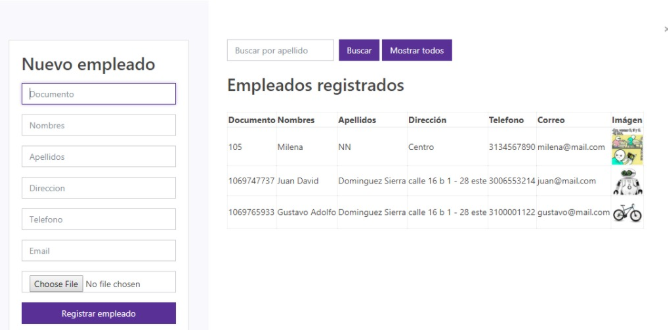 Nuevo empleado
Documento
Nombres
Apellidos
Direccion
Telefono
Email
Choose File No file chosen
Registrar empleado
Buscar por apellido Buscar Mostrar todos
Empleados registrados
Documento Nombres Apellidos Dirección Telefono Correo Imágen
105 Milena NN Centro 3134567890 milena@mail.com
1069747737 Juan David Dominguez Sierra calle 16 b 1 - 28 este 3006553214 juan@mail.com
1069765933 Gustavo Adolfo Dominguez Sierra calle 16 b 1 - 28 este 3100001122 gustavo@mail.com